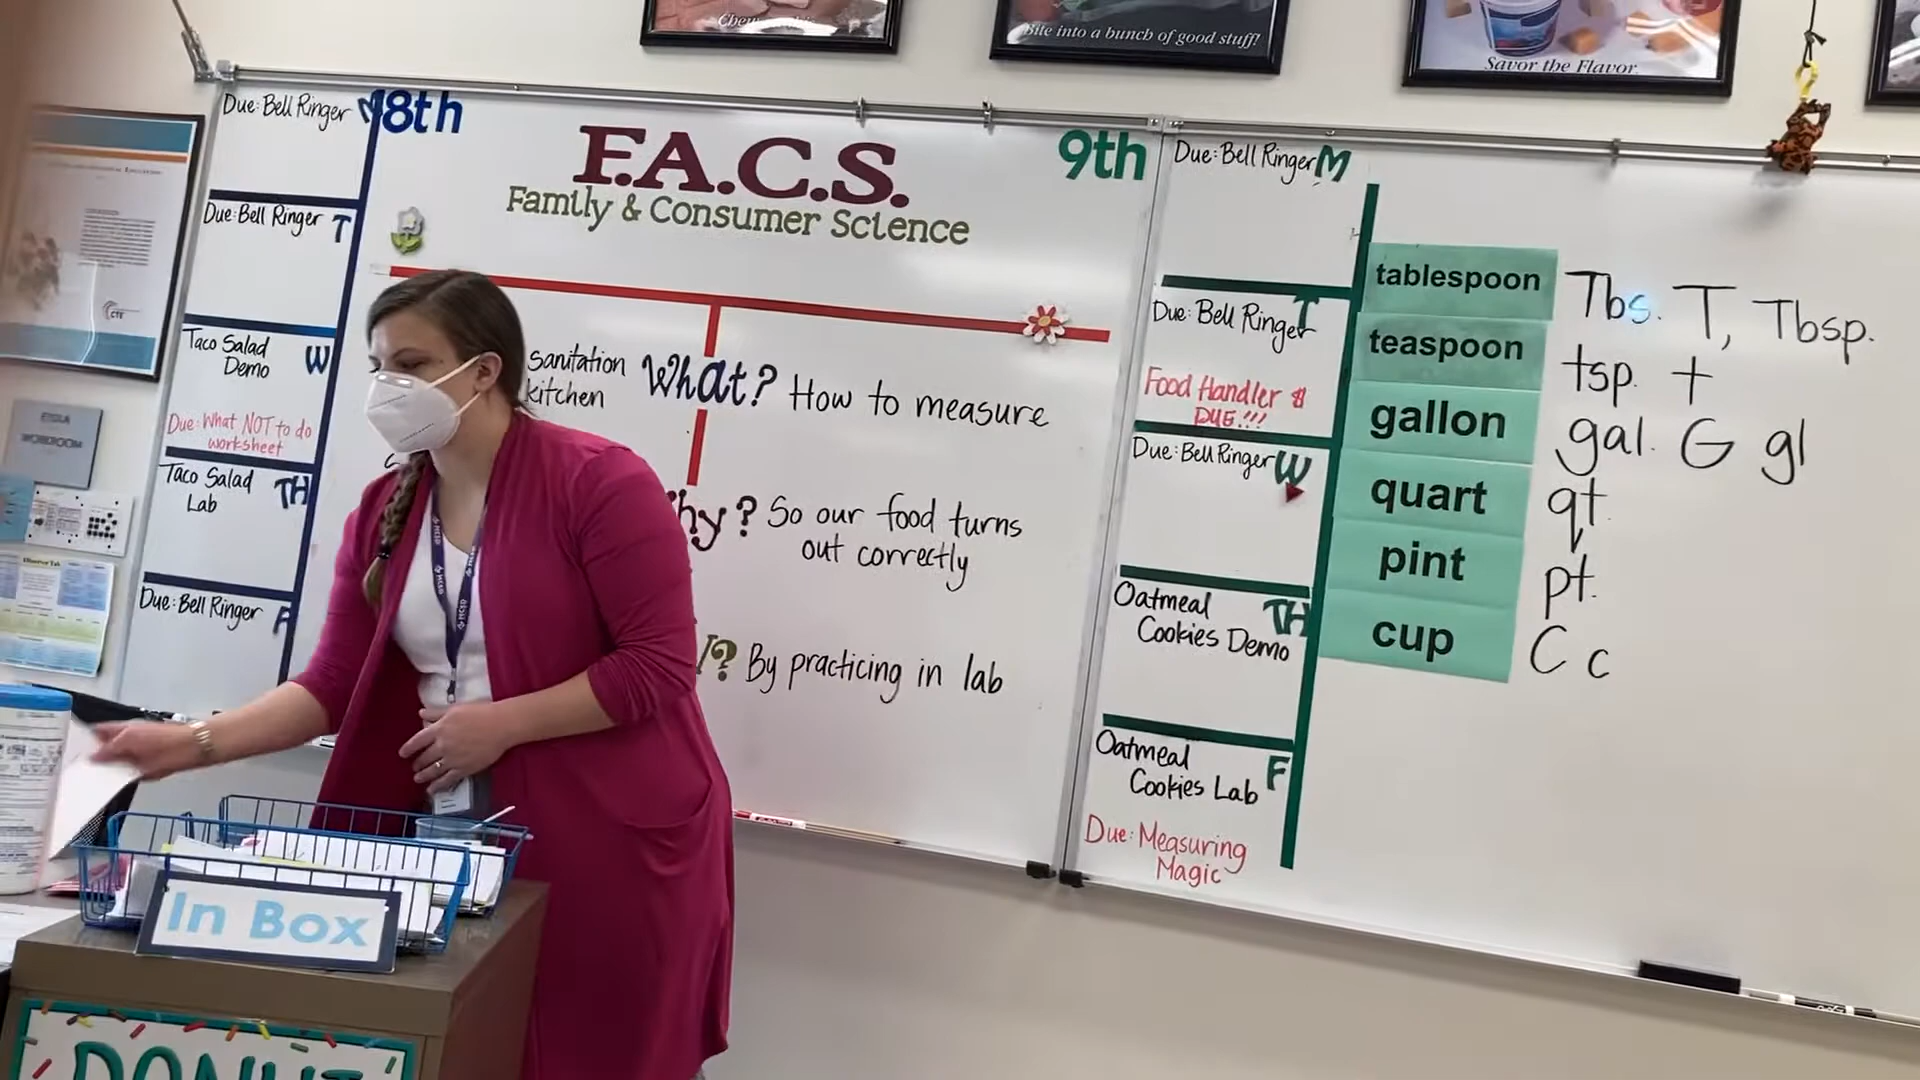 Bite into a bunch of good stuff!
Savor the Flavor
8th
F.A.C.S.
Family & Consumer Science
9th
Due: Bell Ringer
Due: Bell Ringer T
Taco Salad
Demo W
Due: What NOT to do
worksheet
Taco Salad
Lab TH
Due: Bell Ringer F
sanitation
kitchen
What? How to measure
hy? So our food turns
out correctly
? By practicing in lab
Due: Bell Ringer M
Due: Bell Ringer T
Food Handler $
DUE!!!
Due: Bell Ringer W
Oatmeal TH
Cookies Demo
Oatmeal F
Cookies Lab
Due: Measuring
Magic
tablespoon Tbs. T, Tbsp.
teaspoon tsp. t
gallon gal. G gl
quart qt.
pint pt.
cup C c
CTE
In Box
DONUT